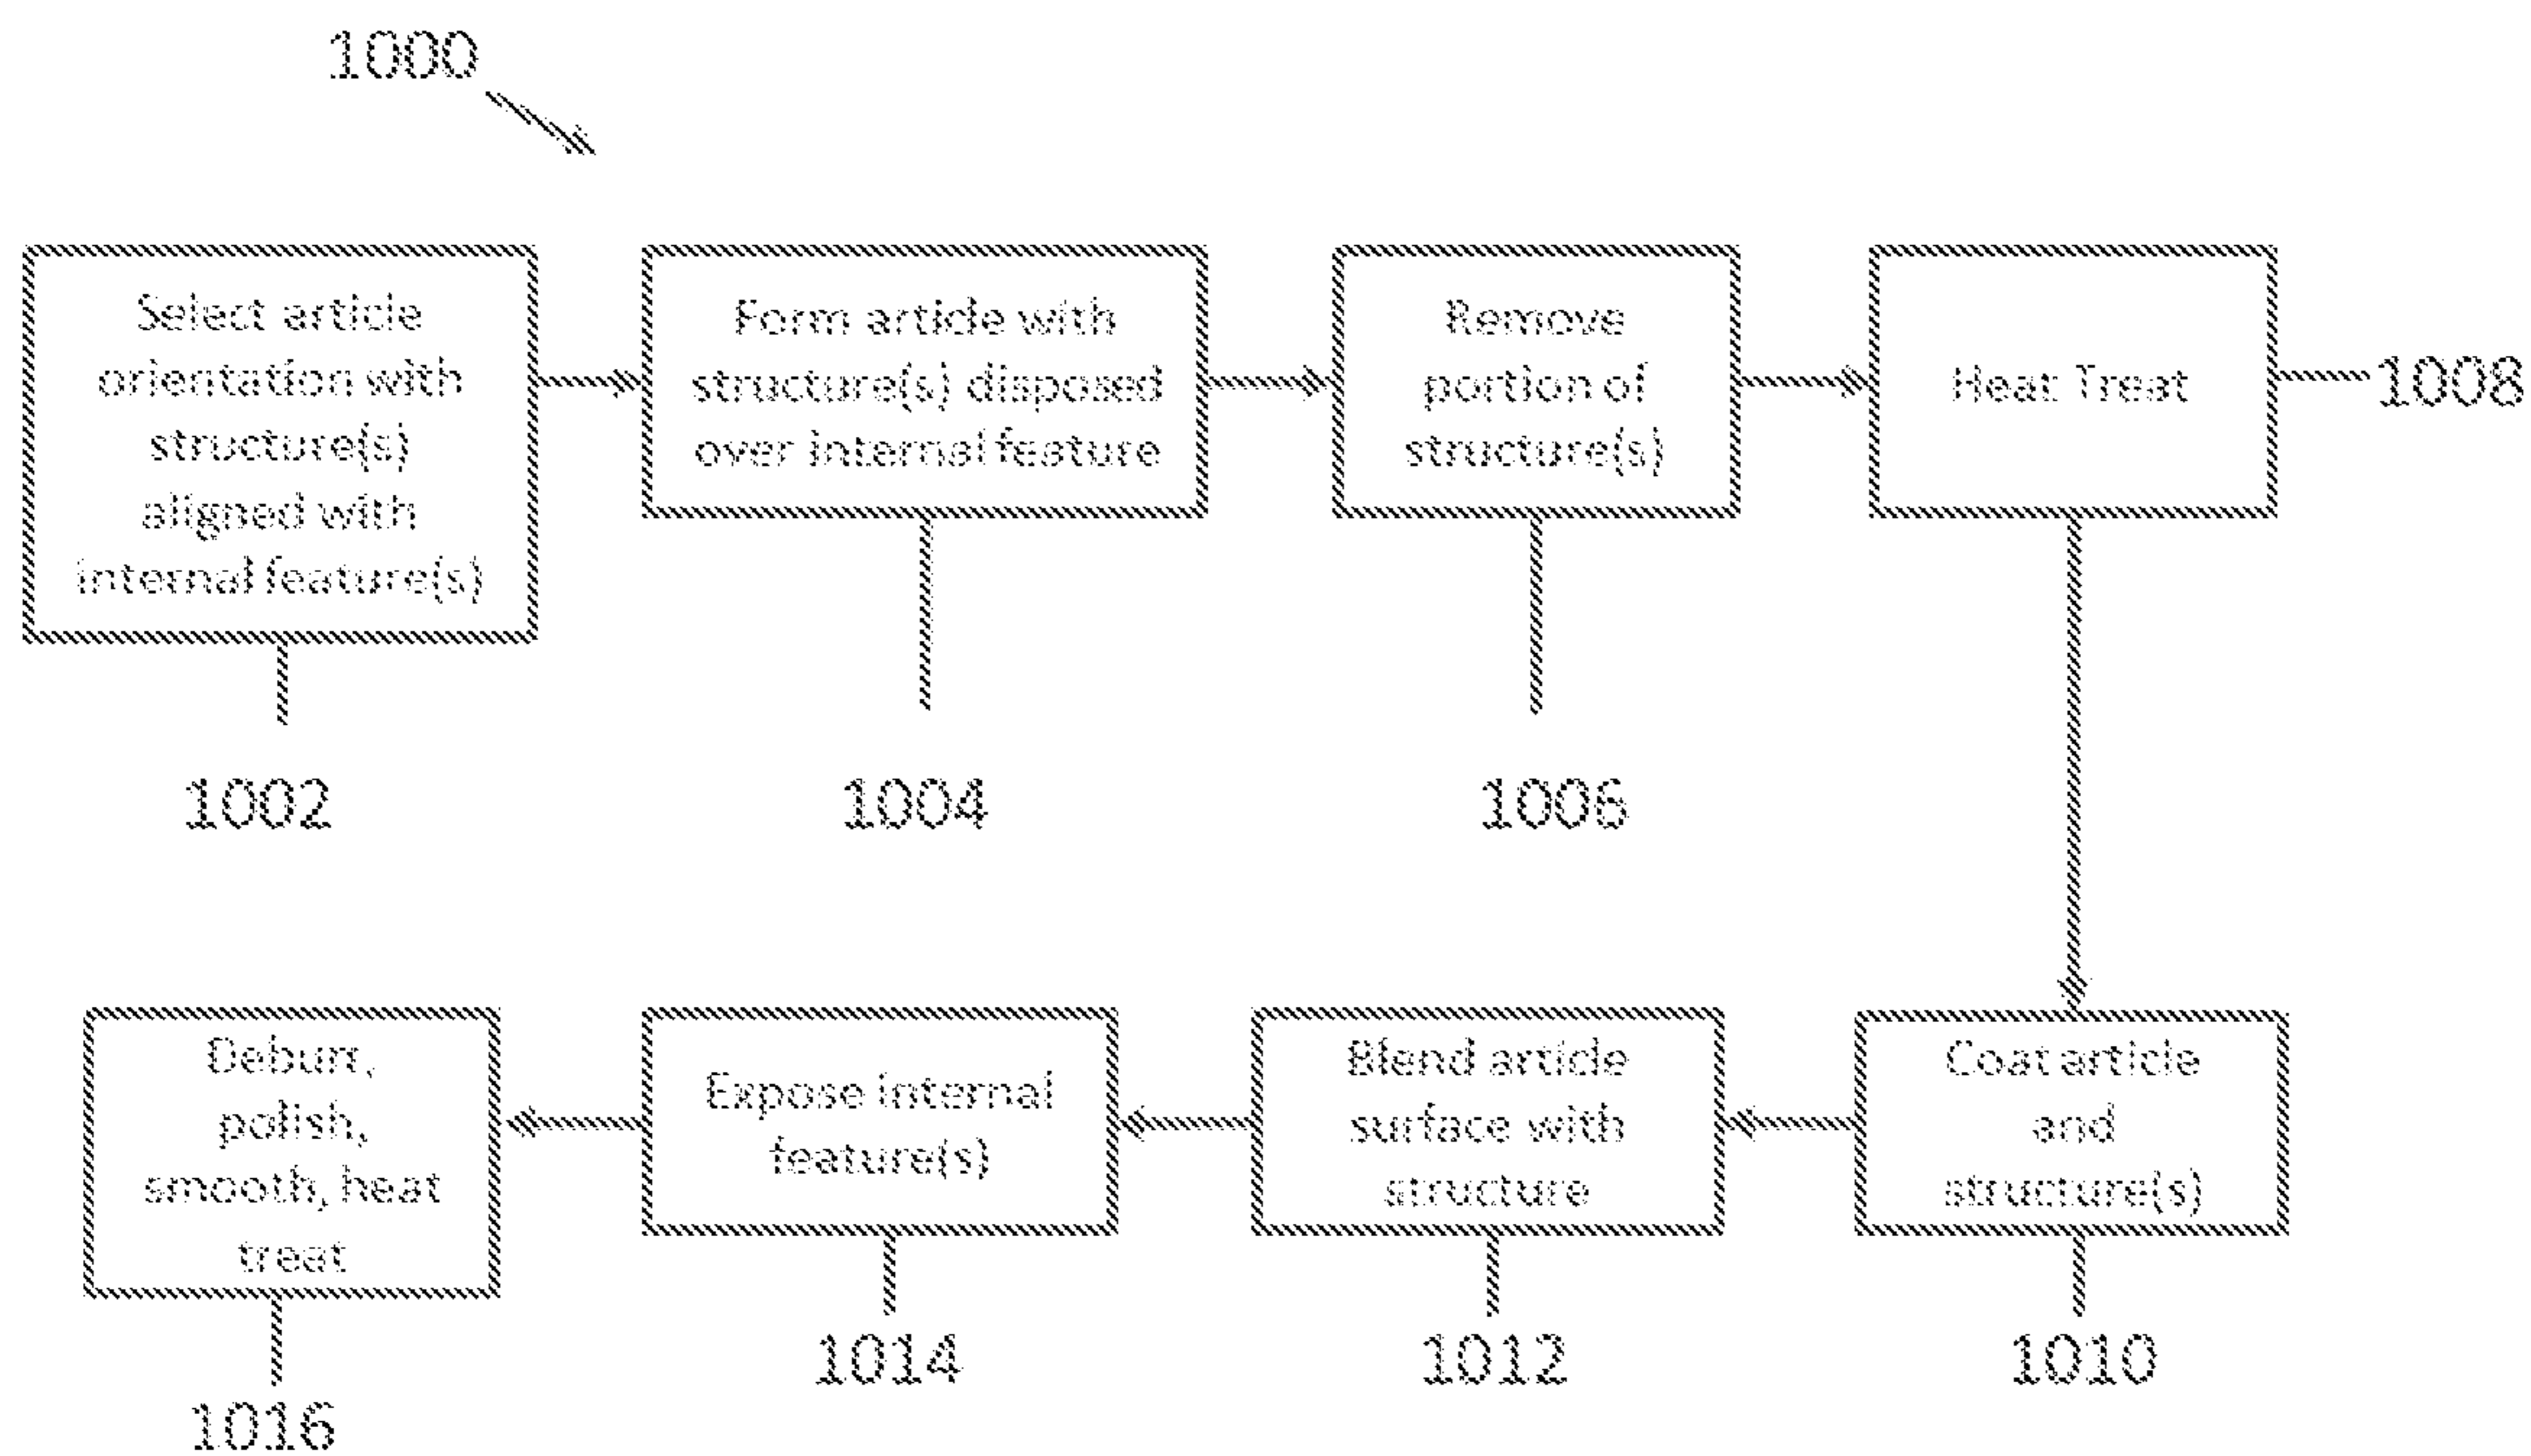 1000
Select article
orientation with
structure(s)
aligned with
internal feature(s)
Form article with
structure(s) disposed
over internal feature
Remove
portion of
structure(s)
Heat Treat
1008
1002
1004
1006
Deburr,
polish,
smooth, heat
treat
Expose internal
feature(s)
Blend article
surface with
structure
Coat article
and
structure(s)
1016
1014
1012
1010